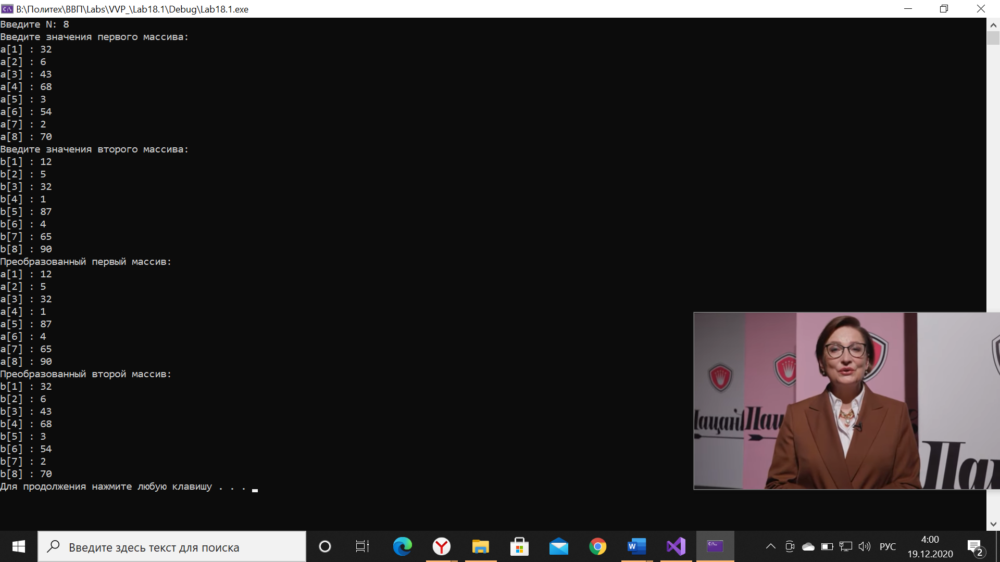 B:\Политех\ВВП\Labs\VVP_\Lab18.1\Debug\Lab18.1.exe
Введите N: 8
Введите значения первого массива:
a[1] : 32
a[2] : 6
a[3] : 43
a[4] : 68
a[5] : 3
a[6] : 54
a[7] : 2
a[8] : 70
Введите значения второго массива:
b[1] : 12
b[2] : 5
b[3] : 32
b[4] : 1
b[5] : 87
b[6] : 4
b[7] : 65
b[8] : 90
Преобразованный первый массив:
a[1] : 12
a[2] : 5
a[3] : 32
a[4] : 1
a[5] : 87
a[6] : 4
a[7] : 65
a[8] : 90
Преобразованный второй массив:
b[1] : 32
b[2] : 6
b[3] : 43
b[4] : 68
b[5] : 3
b[6] : 54
b[7] : 2
b[8] : 70
Для продолжения нажмите любую клавишу . . .
Введите здесь текст для поиска
РУС
4:00
19.12.2020
2